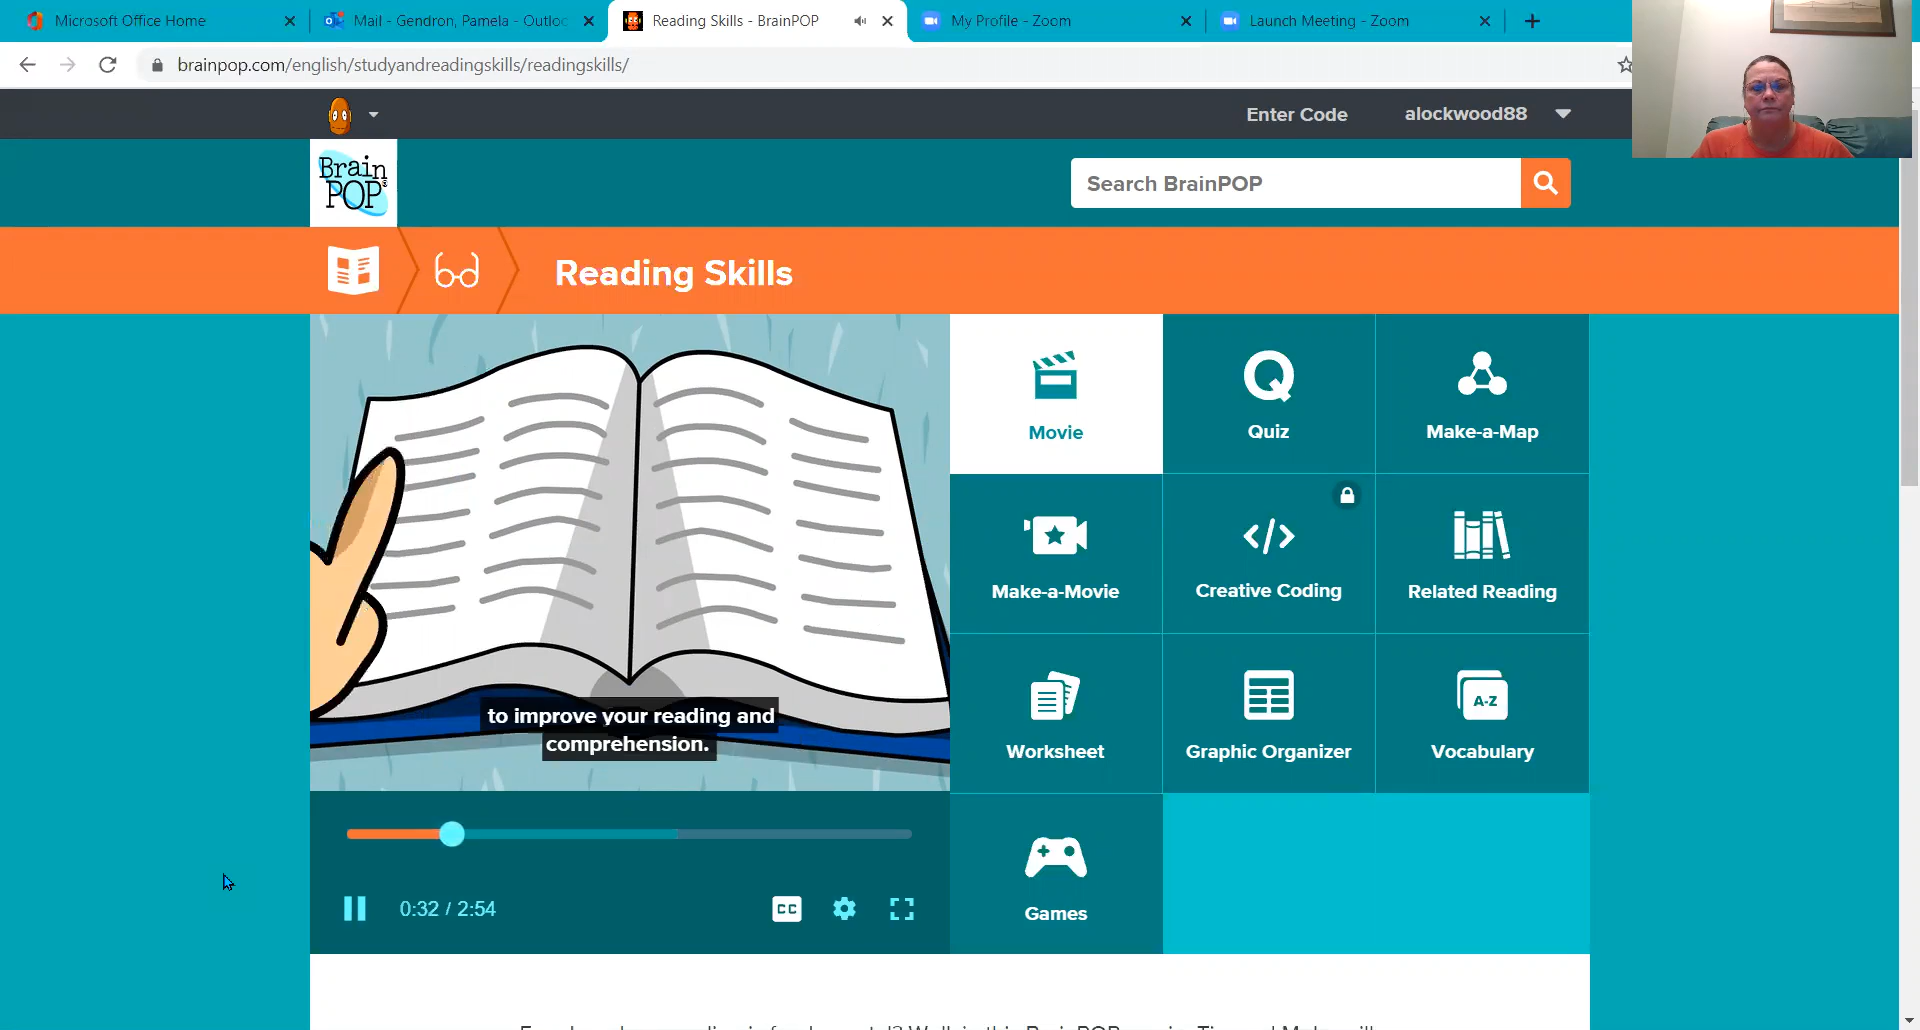 Microsoft Office Home
Mail - Gendron, Pamela - Outlo
Reading Skills - BrainPOP
My Profile - Zoom
Launch Meeting - Zoom
brainpop.com/english/studyandreadingskills/readingskills/
Enter Code
alockwood88
Brain
POP
Search BrainPOP
Reading Skills
Movie
Q
Quiz
Make-a-Map
Make-a-Movie
</>
Creative Coding
Related Reading
to improve your reading and
comprehension.
Worksheet
Graphic Organizer
A-Z
Vocabulary
0:32 / 2:54
CC
Games